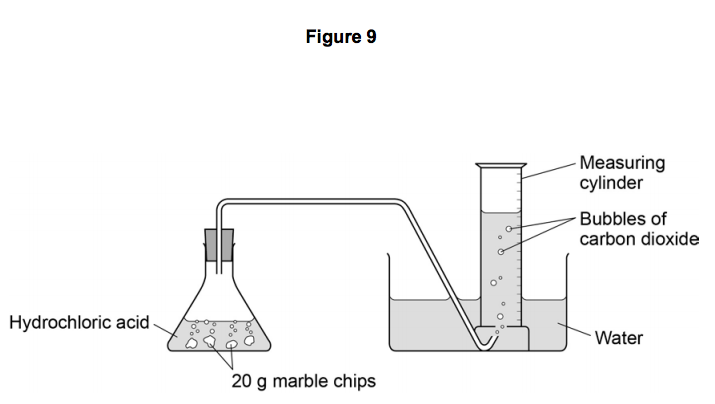 Figure 9
Measuring
cylinder
Bubbles of
carbon dioxide
Hydrochloric acid
Water
20 g marble chips